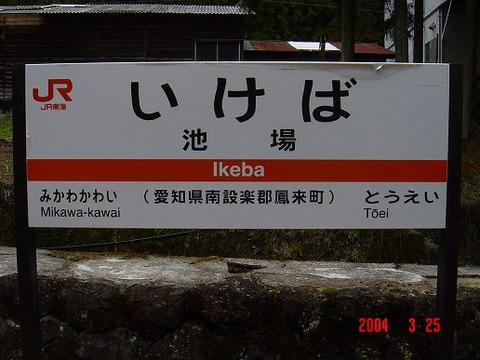 JR
JR東海
いけば
池場
Ikeba
みかわかわい (愛知県南設楽郡鳳来町) とうえい
Mikawa-kawai Tōei
2004 3 25